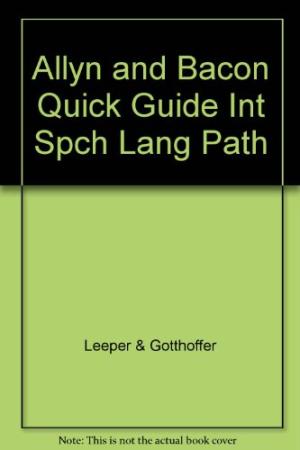 Allyn and Bacon
Quick Guide Int
Spch Lang Path
Leeper & Gotthoffer
Note: This is not the actual book cover